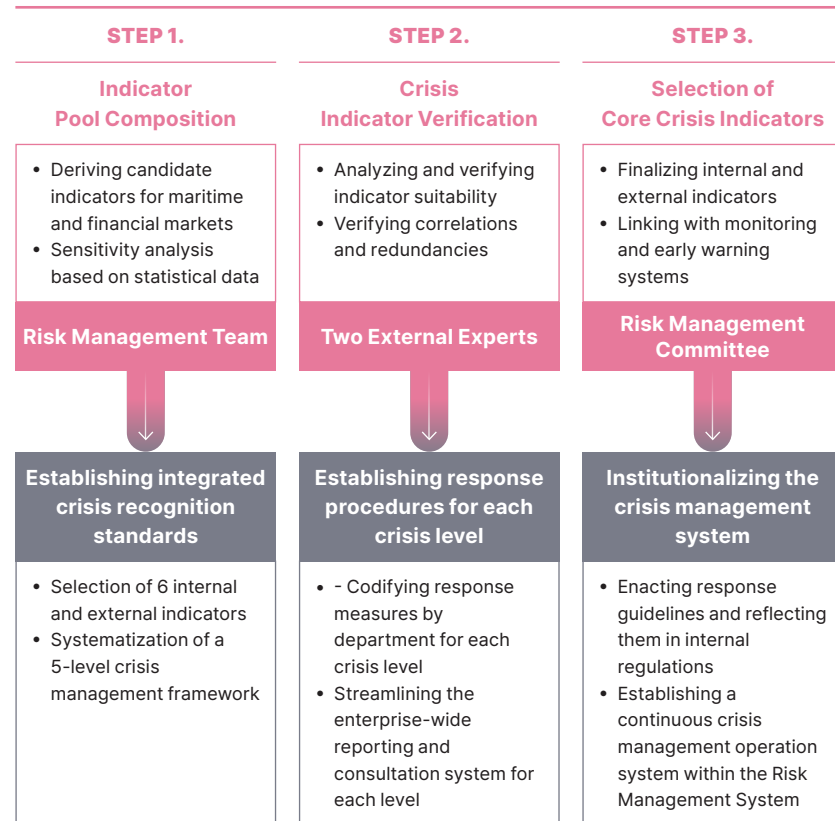 STEP 1.
Indicator
Pool Composition
• Deriving candidate
indicators for maritime
and financial markets
• Sensitivity analysis
based on statistical data
Risk Management Team
Establishing integrated
crisis recognition
standards
• Selection of 6 internal
and external indicators
• Systematization of a
5-level crisis
management framework
STEP 2.
Crisis
Indicator Verification
• Analyzing and verifying
indicator suitability
• Verifying correlations
and redundancies
Two External Experts
Establishing response
procedures for each
crisis level
• - Codifying response
measures by
department for each
crisis level
• Streamlining the
enterprise-wide
reporting and
consultation system for
each level
STEP 3.
Selection of
Core Crisis Indicators
• Finalizing internal and
external indicators
• Linking with monitoring
and early warning
systems
Risk Management
Committee
Institutionalizing the
crisis management
system
• Enacting response
guidelines and reflecting
them in internal
regulations
• Establishing a
continuous crisis
management operation
system within the Risk
Management System